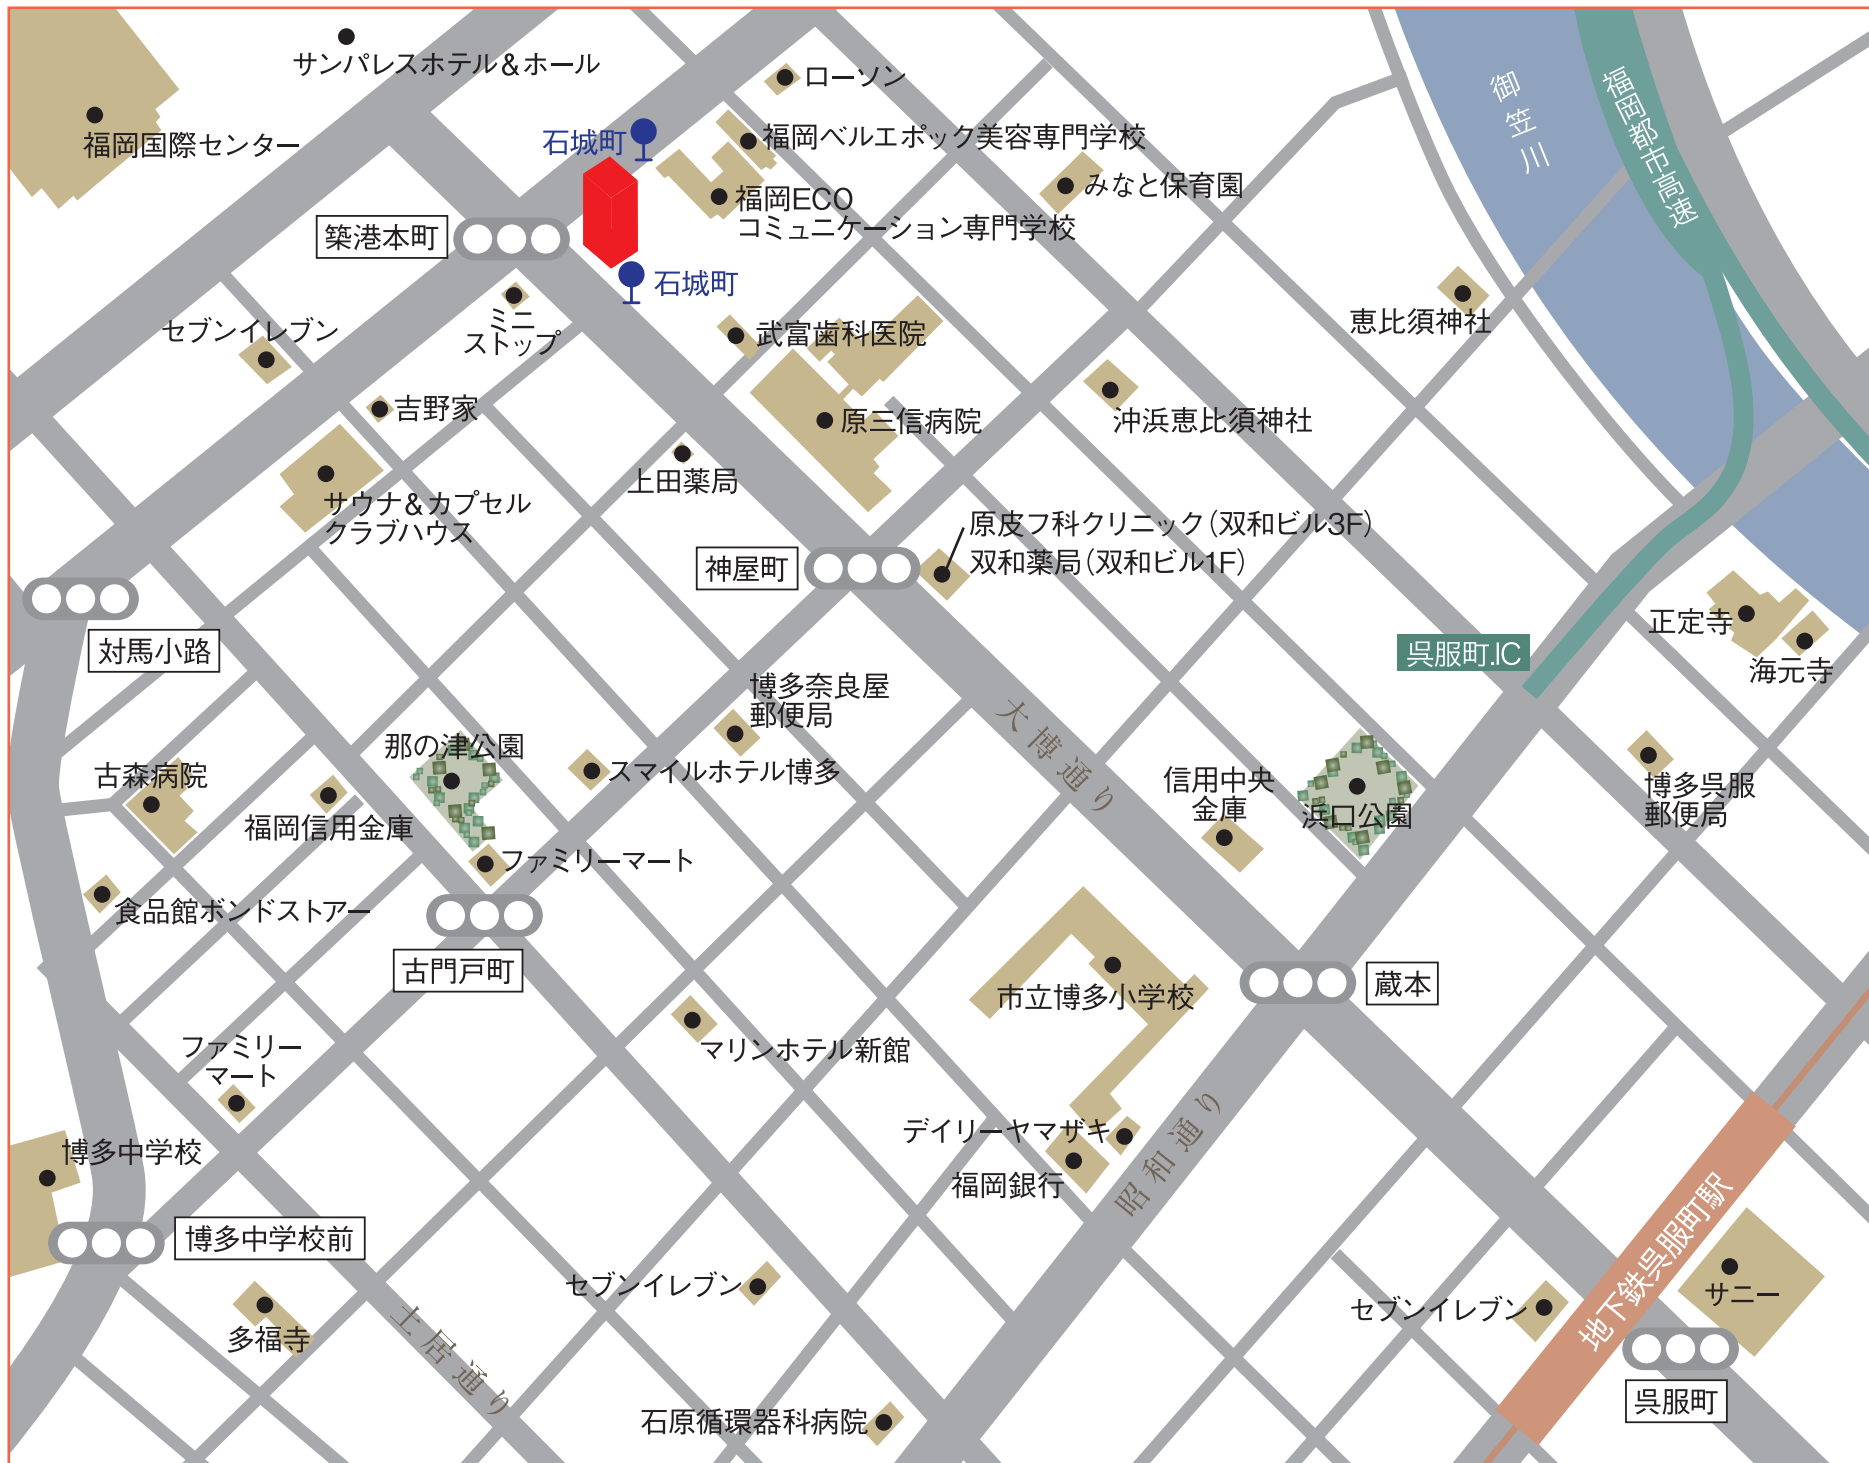 サンパレスホテル&ホール
福岡国際センター
ローソン
石城町
福岡ベルエポック美容専門学校
みなと保育園
福岡ECO
コミュニケーション専門学校
御笠川
福岡都市高速
築港本町
石城町
ミニ
ストップ
セブンイレブン
武富歯科医院
恵比須神社
吉野家
原三信病院
沖浜恵比須神社
上田薬局
サウナ&カプセル
クラブハウス
原皮フ科クリニック(双和ビル3F)
双和薬局(双和ビル1F)
神屋町
対馬小路
正定寺
海元寺
呉服町.IC
博多奈良屋
郵便局
大博通り
那の津公園
スマイルホテル博多
古森病院
福岡信用金庫
信用中央
金庫
浜口公園
博多呉服
郵便局
ファミリーマート
食品館ボンドストアー
古門戸町
市立博多小学校
蔵本
マリンホテル新館
ファミリー
マート
デイリーヤマザキ
福岡銀行
昭和通り
博多中学校
博多中学校前
地下鉄呉服町駅
セブンイレブン
セブンイレブン
サニー
多福寺
土居通り
呉服町
石原循環器科病院